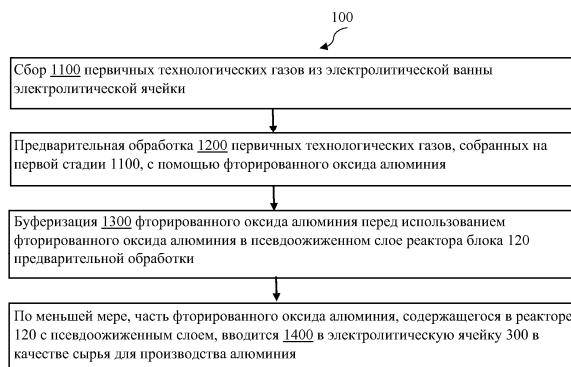 100
Сбор 1100 первичных технологических газов из электролитической ванны
электролитической ячейки
Предварительная обработка 1200 первичных технологических газов, собранных на
первой стадии 1100, с помощью фторированного оксида алюминия
Буферизация 1300 фторированного оксида алюминия перед использованием
фторированного оксида алюминия в псевдоожиженном слое реактора блока 120
предварительной обработки
По меньшей мере, часть фторированного оксида алюминия, содержащегося в реакторе
120 с псевдоожиженным слоем, вводится 1400 в электролитическую ячейку 300 в
качестве сырья для производства алюминия